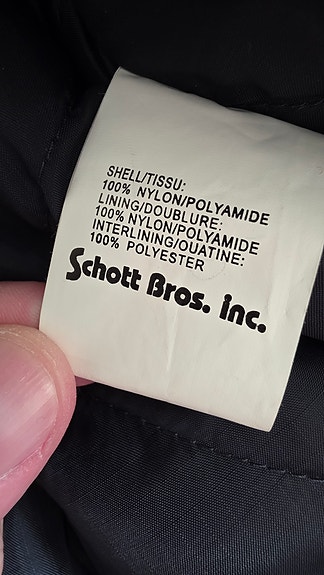 SHELL/TISSU:
100% NYLON/POLYAMIDE
LINING/DOUBLURE:
100% NYLON/POLYAMIDE
INTERLINING/OUATINE:
100% POLYESTER
Schott Bros. inc.